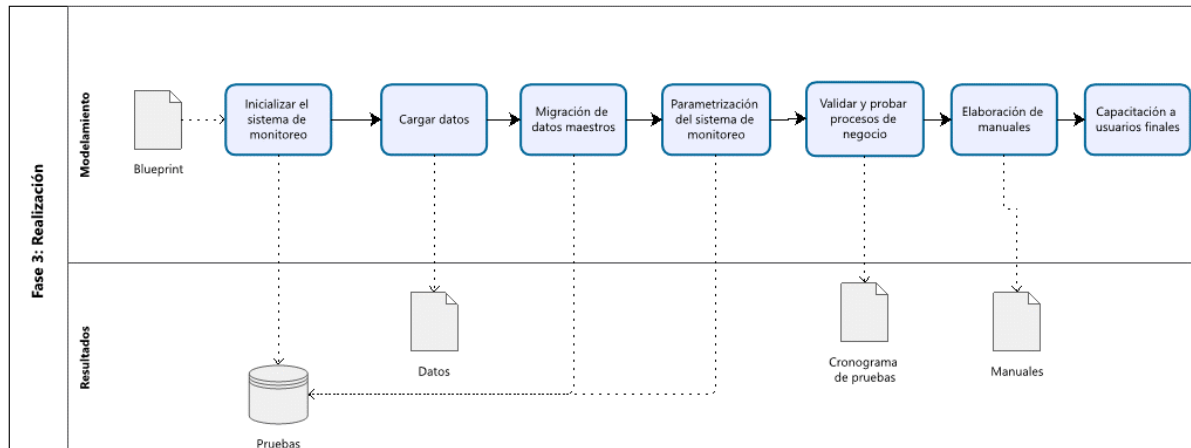 Fase 3: Realización
Modelamiento
Blueprint
Inicializar el
sistema de
monitoreo
Cargar datos
Migración de
datos maestros
Parametrización
del sistema de
monitoreo
Validar y probar
procesos de
negocio
Elaboración de
manuales
Capacitación a
usuarios finales
Resultados
Pruebas
Datos
Cronograma
de pruebas
Manuales